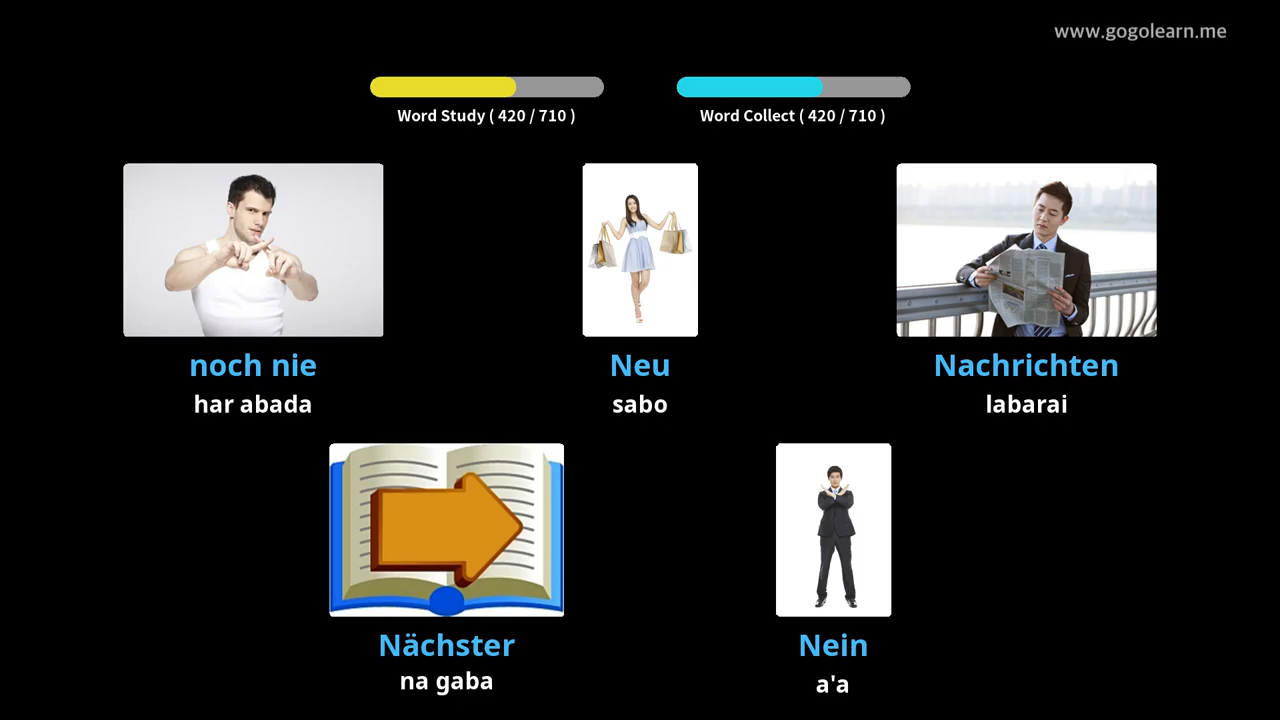 www.gogolearn.me
Word Study ( 420 / 710 )
Word Collect ( 420 / 710 )
noch nie
har abada
Neu
sabo
Nachrichten
labarai
Nächster
na gaba
Nein
a'a